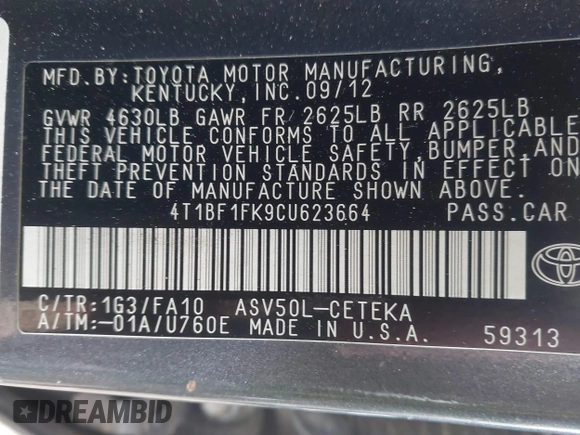 MFD.BY: TOYOTA MOTOR MANUFACTURING,
KENTUCKY, INC. 09/12
GVWR 4630LB GAWR FR 2625LB RR 2625LB
THIS VEHICLE CONFORMS TO ALL APPLICABLE
FEDERAL MOTOR VEHICLE SAFETY, BUMPER, AND
THEFT PREVENTION STANDARDS IN EFFECT ON
THE DATE OF MANUFACTURE SHOWN ABOVE.
4T1BF1FK9CU623664 PASS.CAR
C/TR:1G3/FA10 ASV50L-CETEKA
A/TM:-01A/U760E MADE IN U.S.A. 59313
DREAMBID